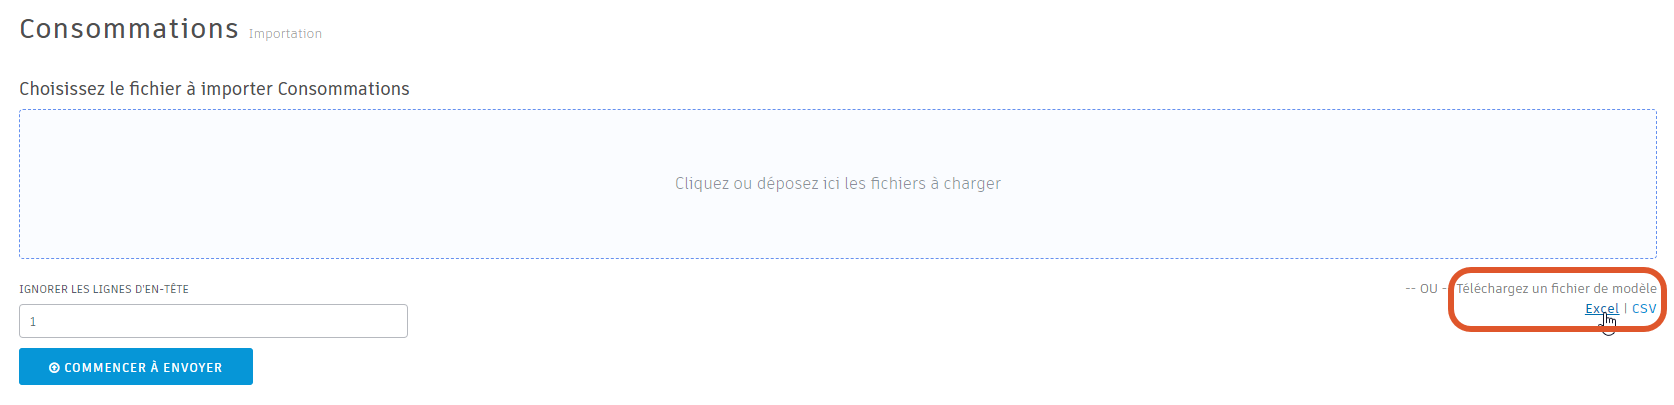 Consommations Importation
Choisissez le fichier à importer Consommations
Cliquez ou déposez ici les fichiers à charger
IGNORER LES LIGNES D'EN-TÊTE
-- OU -- Téléchargez un fichier de modèle
1
Excel | CSV
COMMENCER À ENVOYER